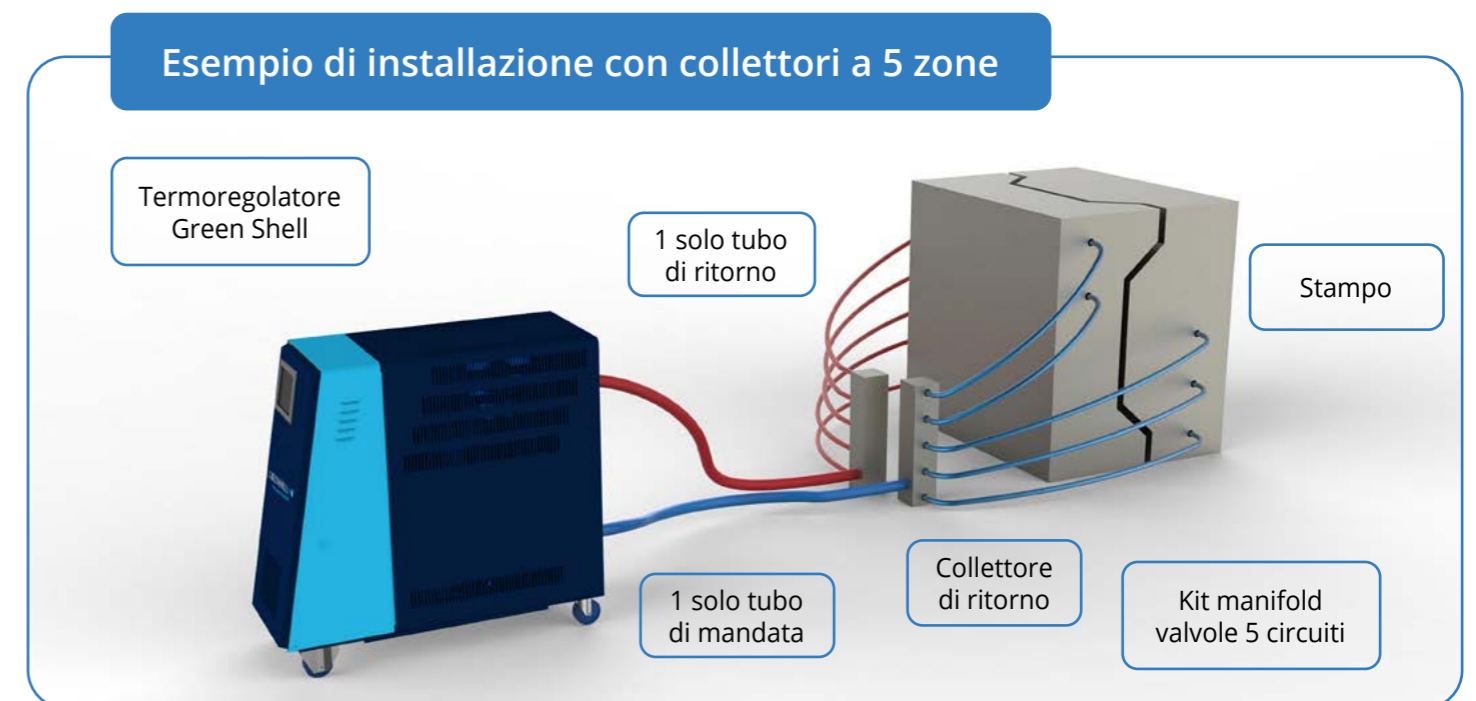 Esempio di installazione con collettori a 5 zone
Termoregolatore
Green Shell
1 solo tubo
di ritorno
Stampo
1 solo tubo
di mandata
Collettore
di ritorno
Kit manifold
valvole 5 circuiti